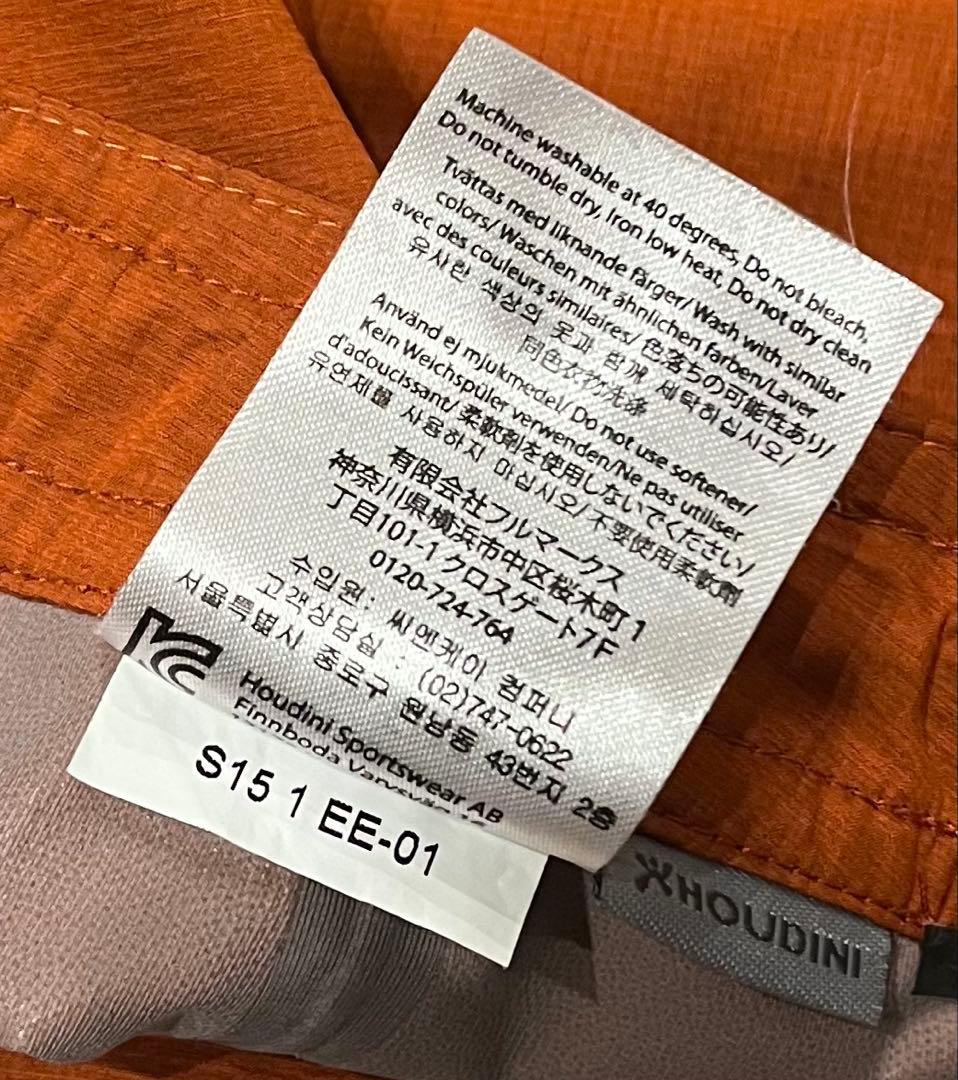 Machine washable at 40 degrees, Do not bleach,
Do not tumble dry, Iron low heat, Do not dry clean
Tvättas med liknande färger/ Wash with similar
colors/ Waschen mit ähnlichen farben/Laver
avec des couleurs similaires/ 色落ちの可能性あり/
유사한 색상의 옷과 함께 세탁하십시오/
同色衣物洗涤
Använd ej mjukmedel/ Do not use softener/
Kein Weichspüler verwenden/Ne pas utiliser
d'adoucissant/ 柔軟剤を使用しないでください/
유연제를 사용하지 마십시오/不要使用柔軟劑
有限会社フルマークス
神奈川県横浜市中区桜木町1
丁目101-1クロスゲート7F
0120-724-764
수입원: 씨엔케이 컴퍼니
고객상담실 : (02)747-0622
서울특별시 종로구 원남동 43번지 2층
Houdini Sportswear AB
Finnboda
S15 1 EE-01
HOUDINI